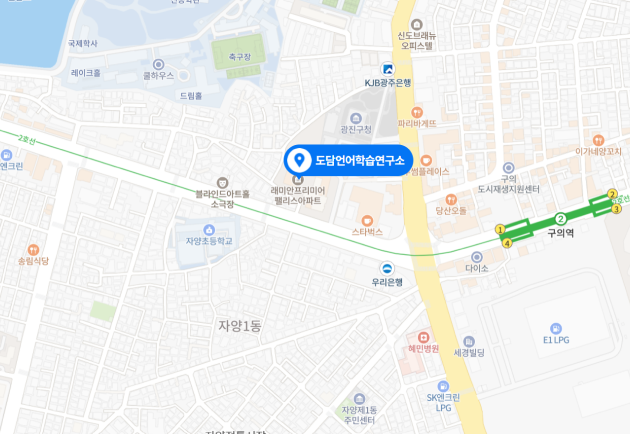 신도브래뉴
오피스텔
국제학사
축구장
쿨하우스
레이크홀
드림홀
KJB광주은행
파리바게뜨
광진구청
2호선
이가네양꼬치
도담언어학습연구소
썸플레이스
엔크린
구의
도시재생지원센터
블라인드아트홀
소극장
래미안프리미어
팰리스아파트
당산오돌
2
3
스타벅스
1
2
구의역
4
자양초등학교
송림식당
우리은행
다이소
자양1동
E1 LPG
혜민병원
세경빌딩
SK엔크린
LPG
자양제1동
주민센터